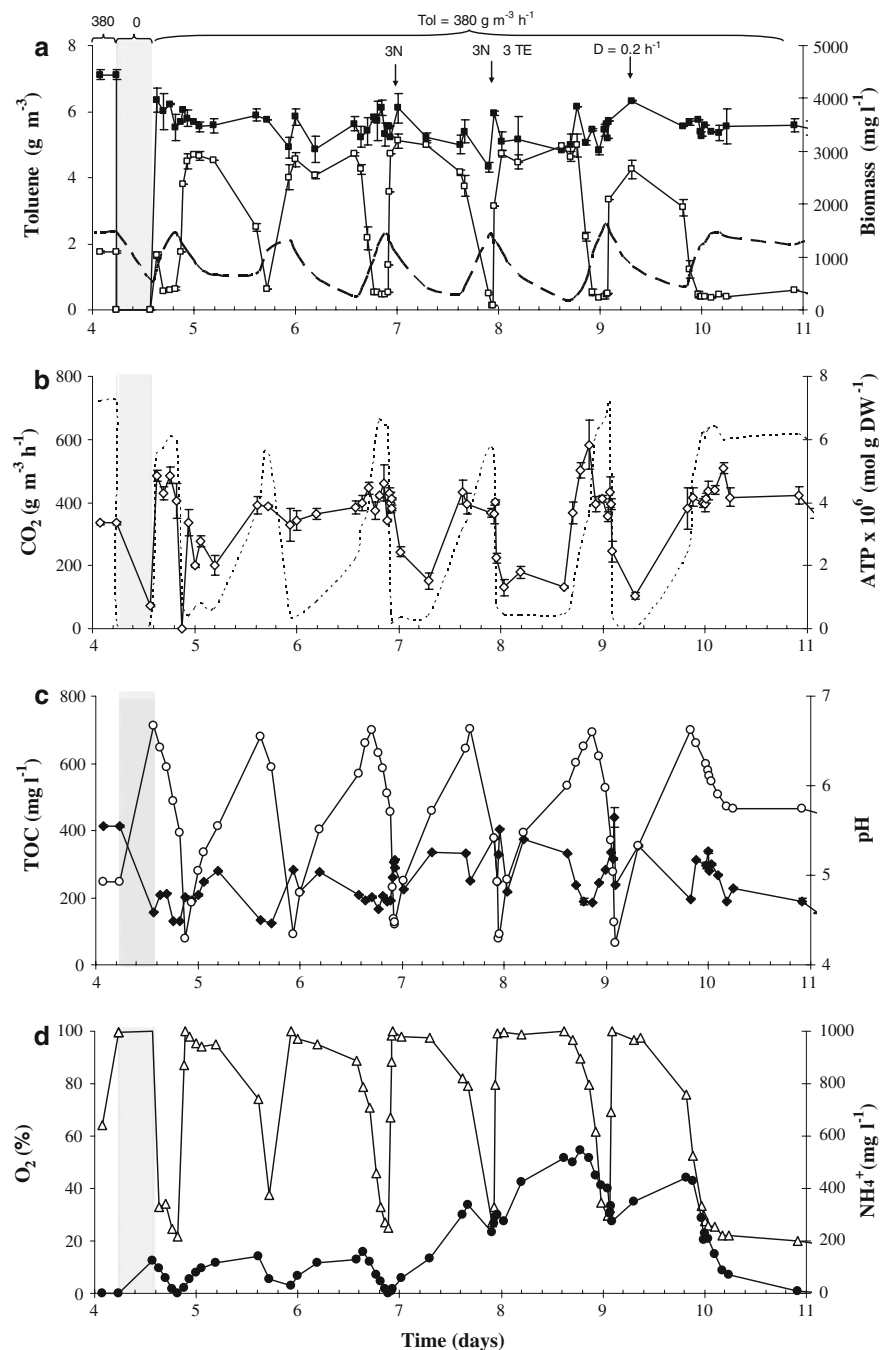 380 0 Tol = 380 g m⁻³ h⁻¹
a
3N 3N 3 TE D = 0.2 h⁻¹
Toluene (g m⁻³)
8
6
4
2
0
Biomass (mg l⁻¹)
5000
4000
3000
2000
1000
0
4 5 6 7 8 9 10 11
b
CO₂ (g m⁻³ h⁻¹)
800
600
400
200
0
ATP x 10⁶ (mol g DW⁻¹)
8
6
4
2
0
4 5 6 7 8 9 10 11
c
TOC (mg l⁻¹)
800
600
400
200
0
pH
7
6
5
4
4 5 6 7 8 9 10 11
d
O₂ (%)
100
80
60
40
20
0
NH4⁺(mg l⁻¹)
1000
800
600
400
200
0
4 5 6 7 8 9 10 11
Time (days)